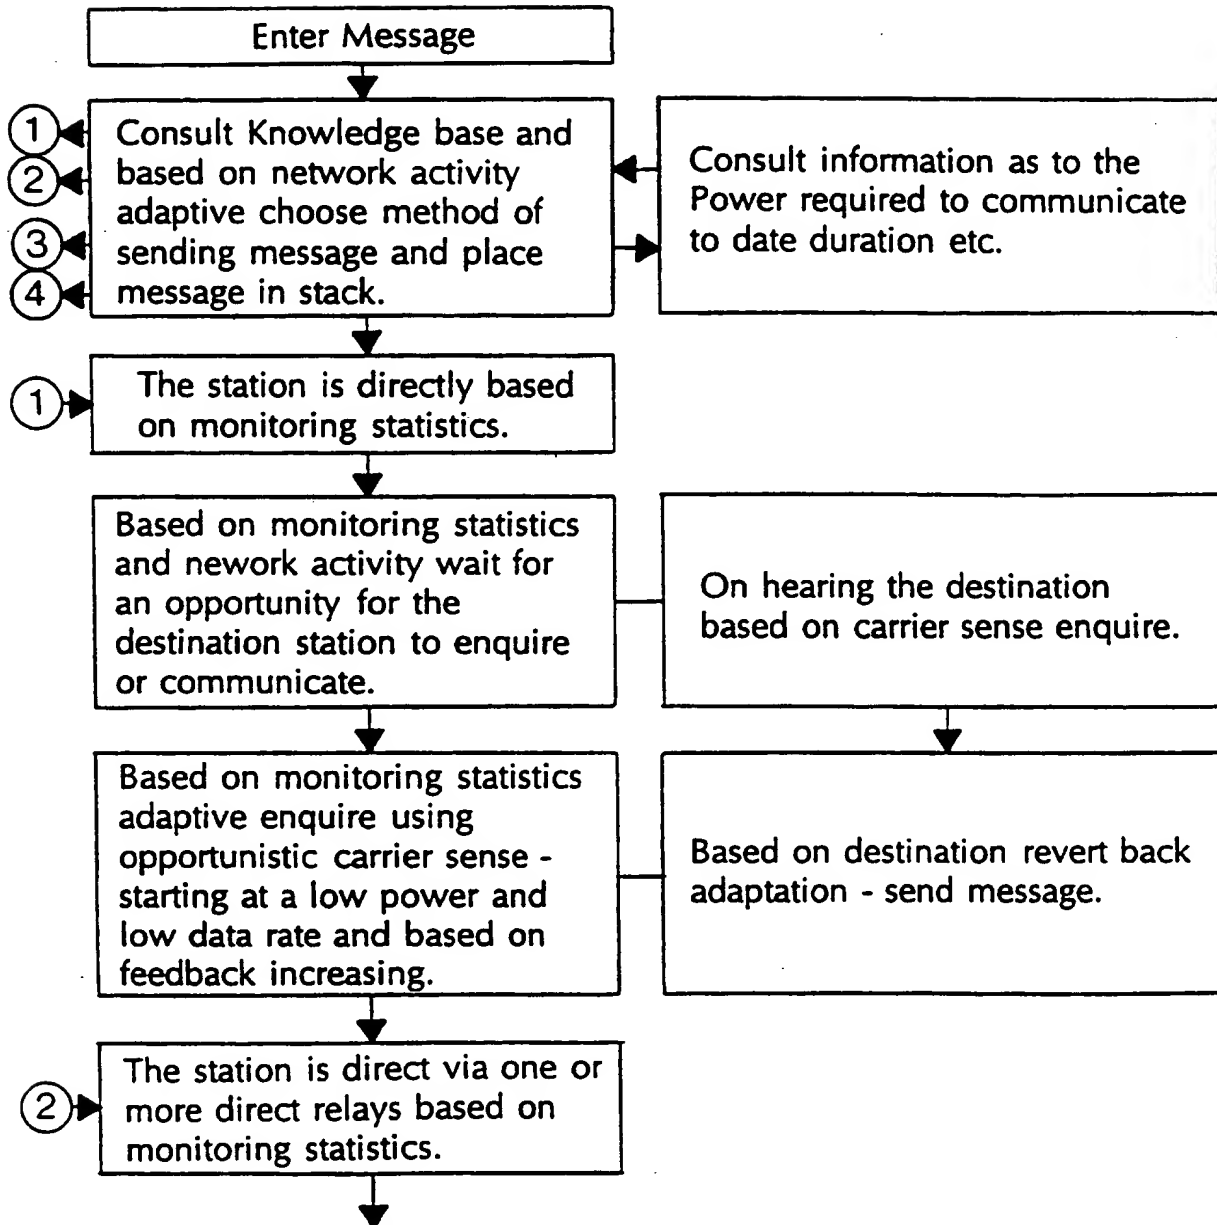 Enter Message
1
2
3
4
Consult Knowledge base and
based on network activity
adaptive choose method of
sending message and place
message in stack.
Consult information as to the
Power required to communicate
to date duration etc.
1
The station is directly based
on monitoring statistics.
Based on monitoring statistics
and nework activity wait for
an opportunity for the
destination station to enquire
or communicate.
On hearing the destination
based on carrier sense enquire.
Based on monitoring statistics
adaptive enquire using
opportunistic carrier sense -
starting at a low power and
low data rate and based on
feedback increasing.
Based on destination revert back
adaptation - send message.
2
The station is direct via one or
more direct relays based on
monitoring statistics.